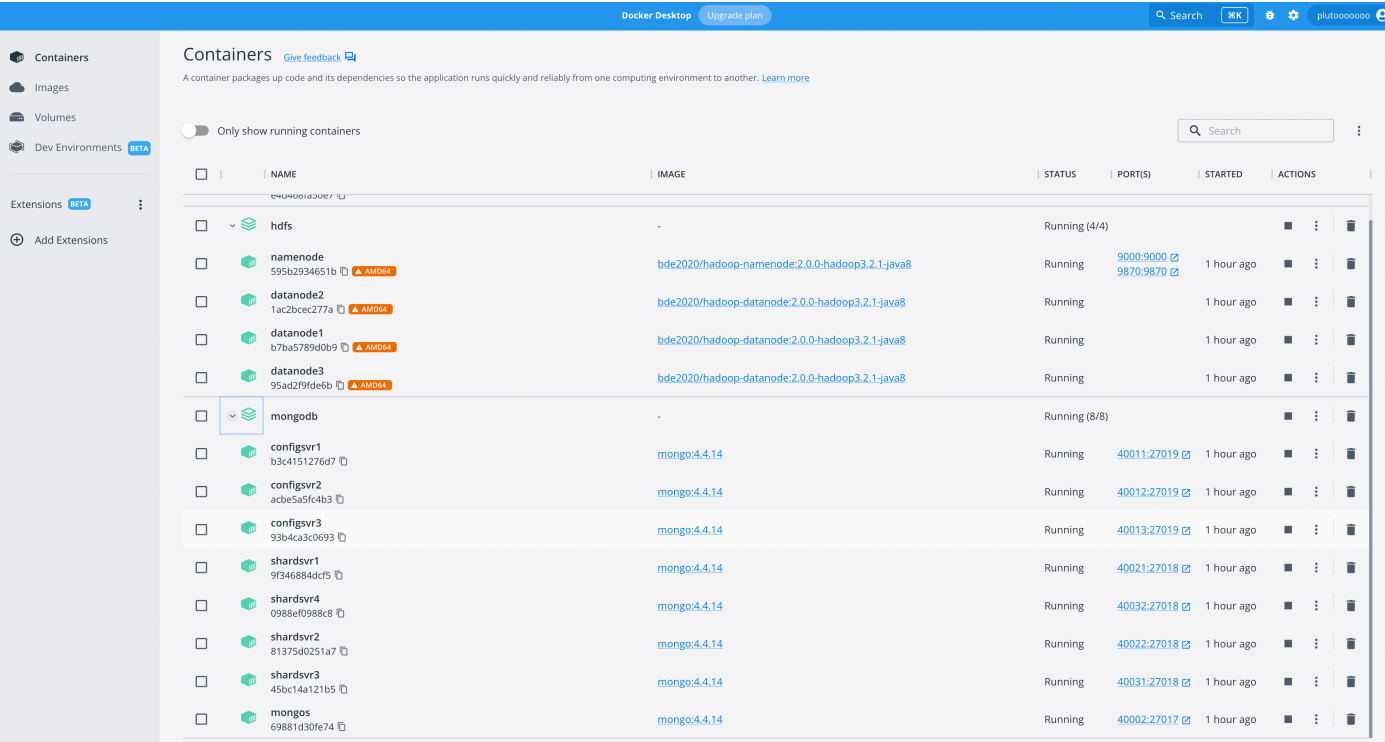 Docker Desktop Upgrade plan Search ⌘K plutooooooo
Containers
Images
Volumes
Dev Environments BETA
Extensions BETA
Add Extensions
Containers Give feedback
A container packages up code and its dependencies so the application runs quickly and reliably from one computing environment to another. Learn more
Only show running containers Search
NAME IMAGE STATUS PORT(S) STARTED ACTIONS
hdfs - Running (4/4)
namenode
595b2934651b AMD64 bde2020/hadoop-namenode:2.0.0-hadoop3.2.1-java8 Running 9000:9000 1 hour ago
9870:9870
datanode2
1ac2bcec277a AMD64 bde2020/hadoop-datanode:2.0.0-hadoop3.2.1-java8 Running 1 hour ago
datanode1
b7ba5789d0b9 AMD64 bde2020/hadoop-datanode:2.0.0-hadoop3.2.1-java8 Running 1 hour ago
datanode3
95ad2f9fde6b AMD64 bde2020/hadoop-datanode:2.0.0-hadoop3.2.1-java8 Running 1 hour ago
mongodb - Running (8/8)
configsvr1
b3c4151276d7 mongo:4.4.14 Running 40011:27019 1 hour ago
configsvr2
acbe5a5fc4b3 mongo:4.4.14 Running 40012:27019 1 hour ago
configsvr3
93b4ca3c0693 mongo:4.4.14 Running 40013:27019 1 hour ago
shardsvr1
9f346884dcf5 mongo:4.4.14 Running 40021:27018 1 hour ago
shardsvr4
0988ef0988c8 mongo:4.4.14 Running 40032:27018 1 hour ago
shardsvr2
81375d0251a7 mongo:4.4.14 Running 40022:27018 1 hour ago
shardsvr3
45bc14a121b5 mongo:4.4.14 Running 40031:27018 1 hour ago
mongos
69881d30fe74 mongo:4.4.14 Running 40002:27017 1 hour ago